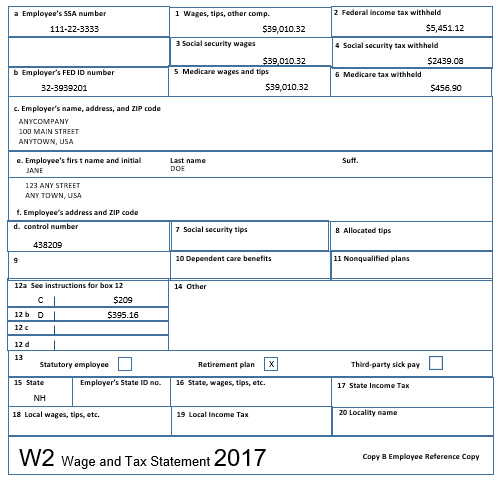 a Employee's SSA number
111-22-3333
1 Wages, tips, other comp.
$39,010.32
2 Federal income tax withheld
$5,451.12
3 Social security wages
$39,010.32
4 Social security tax withheld
$2439.08
b Employer's FED ID number
32-3939201
5 Medicare wages and tips
$39,010.32
6 Medicare tax withheld
$456.90
c. Employer's name, address, and ZIP code
ANYCOMPANY
100 MAIN STREET
ANYTOWN, USA
e. Employee's firs t name and initial Last name Suff.
JANE DOE
123 ANY STREET
ANY TOWN, USA
f. Employee's address and ZIP code
d. control number
438209
7 Social security tips
8 Allocated tips
9
10 Dependent care benefits
11 Nonqualified plans
12a See instructions for box 12
C $209
12 b D $395.16
12 c
12 d
14 Other
13
Statutory employee Retirement plan X Third-party sick pay
15 State Employer's State ID no.
NH
16 State, wages, tips, etc.
17 State Income Tax
18 Local wages, tips, etc.
19 Local Income Tax
20 Locality name
W2 Wage and Tax Statement 2017
Copy B Employee Reference Copy